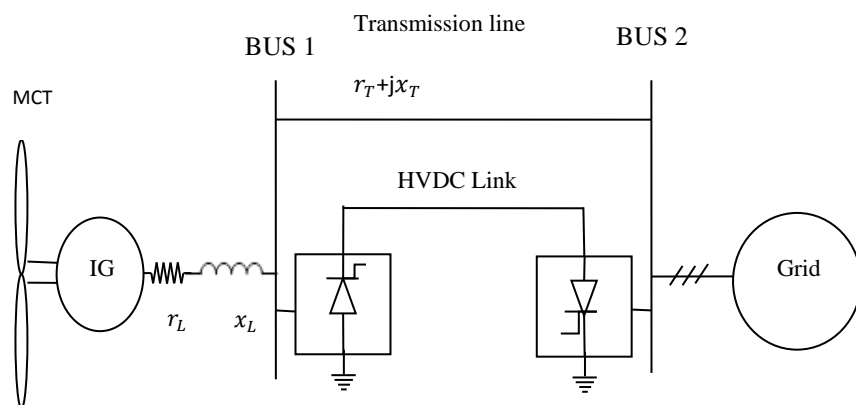 Transmission line
BUS 1
BUS 2
r_T+jx_T
MCT
HVDC Link
IG
Grid
r_L
x_L